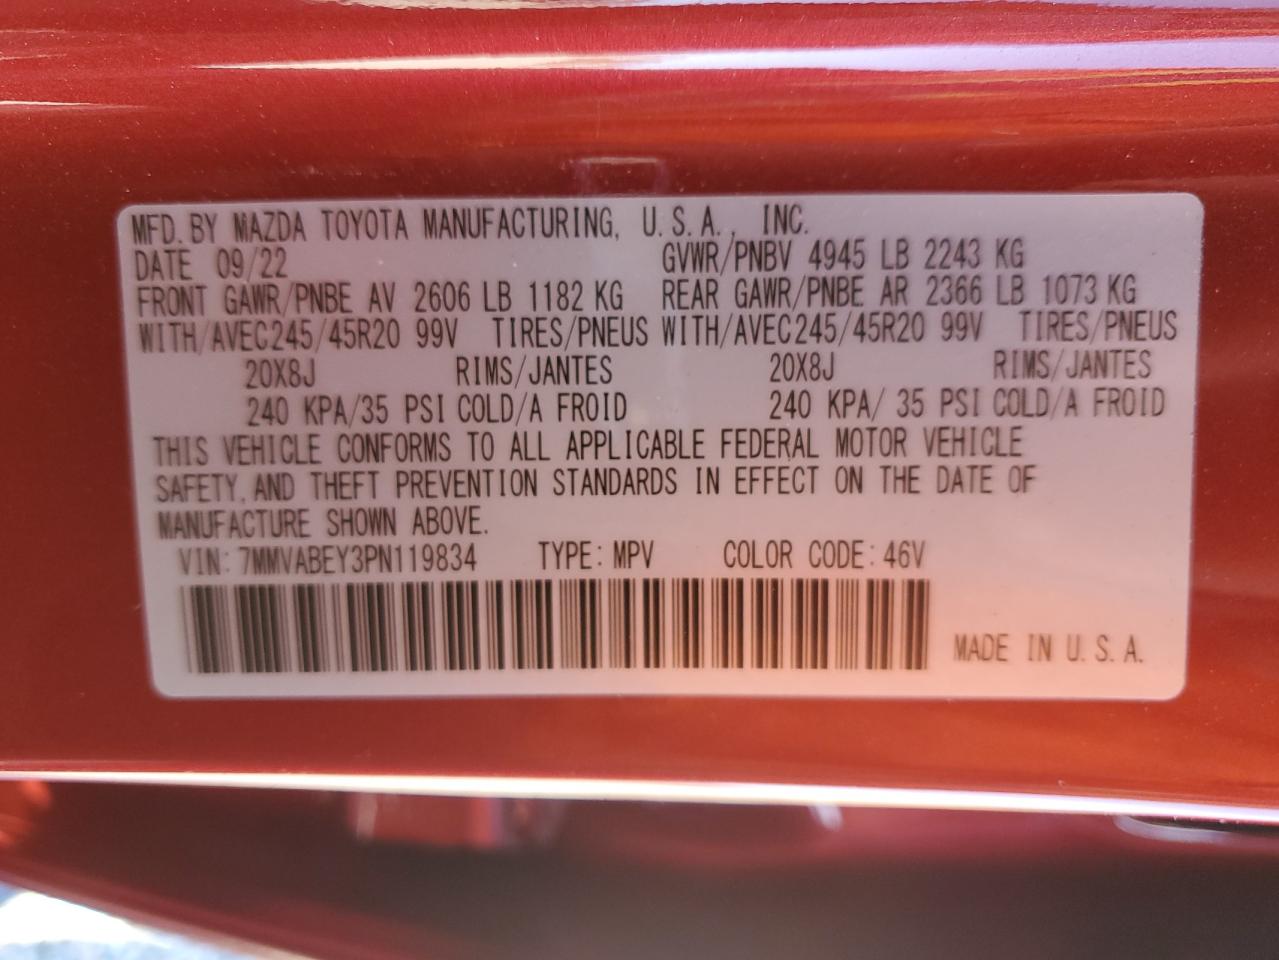 MFD. BY MAZDA TOYOTA MANUFACTURING, U.S.A., INC.
DATE 09/22 GVWR/PNBV 4945 LB 2243 KG
FRONT GAWR/PNBE AV 2606 LB 1182 KG REAR GAWR/PNBE AR 2366 LB 1073 KG
WITH/AVEC245/45R20 99V TIRES/PNEUS WITH/AVEC245/45R20 99V TIRES/PNEUS
20X8J RIMS/JANTES 20X8J RIMS/JANTES
240 KPA/35 PSI COLD/A FROID 240 KPA/ 35 PSI COLD/A FROID
THIS VEHICLE CONFORMS TO ALL APPLICABLE FEDERAL MOTOR VEHICLE
SAFETY, AND THEFT PREVENTION STANDARDS IN EFFECT ON THE DATE OF
MANUFACTURE SHOWN ABOVE.
VIN: 7MMVABEY3PN119834 TYPE: MPV COLOR CODE: 46V
MADE IN U.S.A.